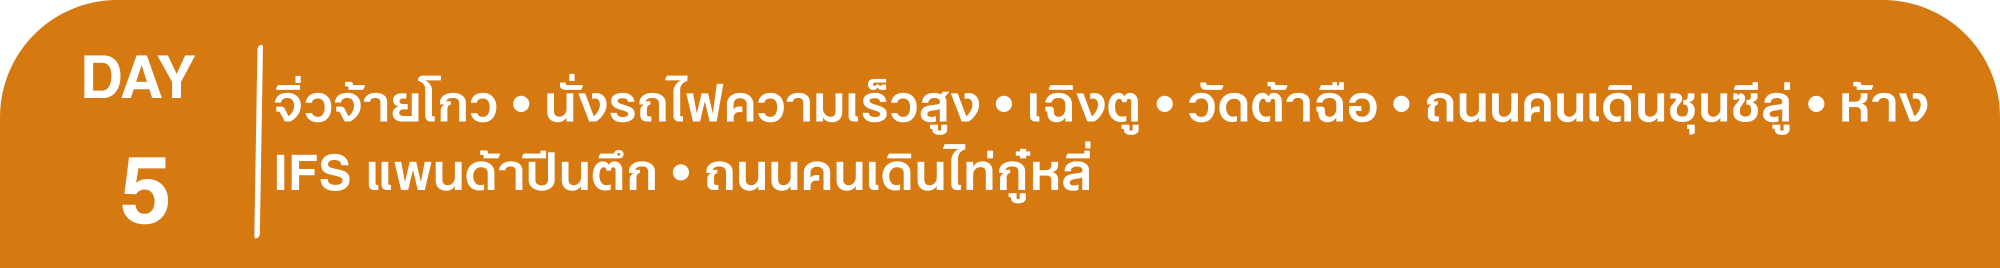 DAY
5
จิ่วจ้ายโกว • นั่งรถไฟความเร็วสูง • เฉิงตู • วัดต้าฉือ • ถนนคนเดินชุนซีลู่ • ห้าง
IFS แพนด้าปีนตึก • ถนนคนเดินไท่กู๋หลี่